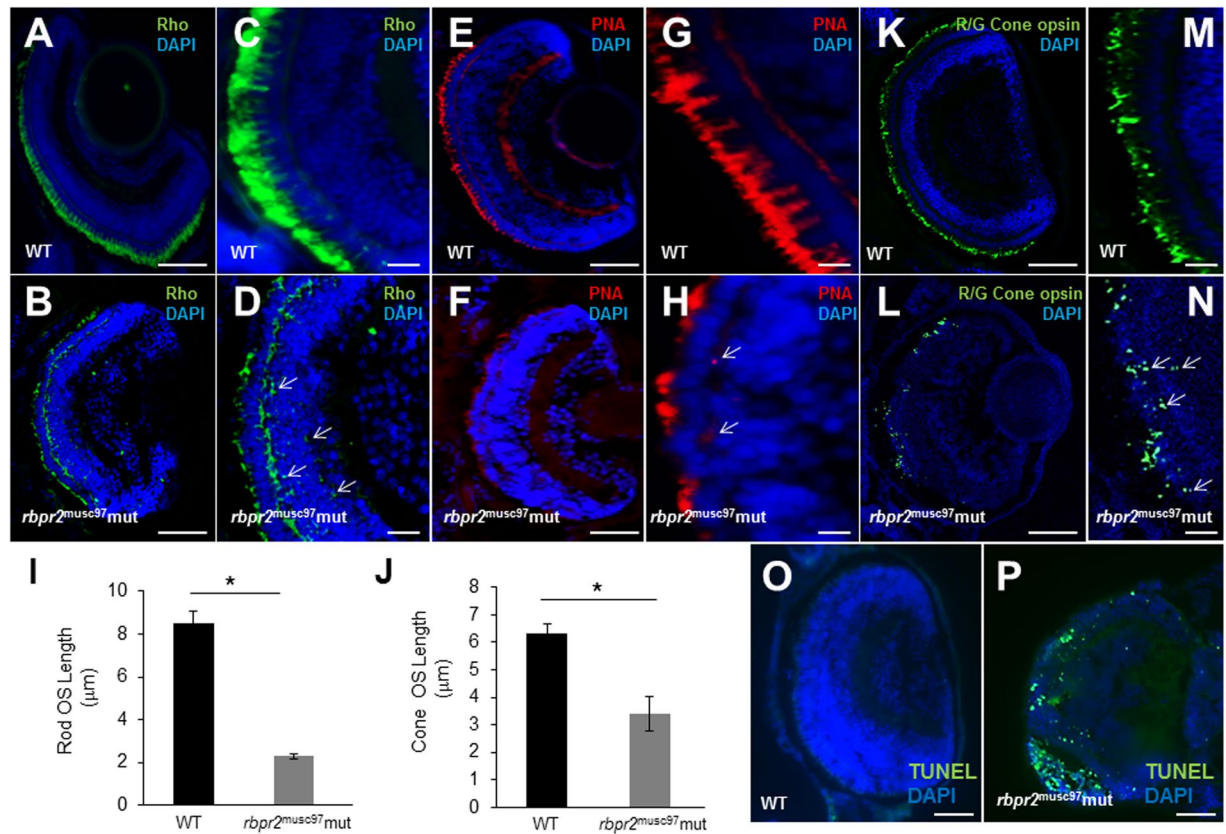 A
Rho
DAPI
WT
C
Rho
DAPI
WT
E
PNA
DAPI
WT
G
PNA
DAPI
WT
K
R/G Cone opsin
DAPI
WT
M
B
Rho
DAPI
rbpr2musc97mut
D
Rho
DAPI
rbpr2musc97mut
F
PNA
DAPI
rbpr2musc97mut
H
PNA
DAPI
rbpr2musc97mut
L
R/G Cone opsin
DAPI
rbpr2musc97mut
N
rbpr2musc97mut
I
Rod OS Length
(μm)
10
8
6
4
2
0
*
WT
rbpr2musc97mut
J
Cone OS Length
(μm)
8
7
6
5
4
3
2
1
0
*
WT
rbpr2musc97mut
O
TUNEL
DAPI
WT
P
TUNEL
DAPI
rbpr2musc97mut